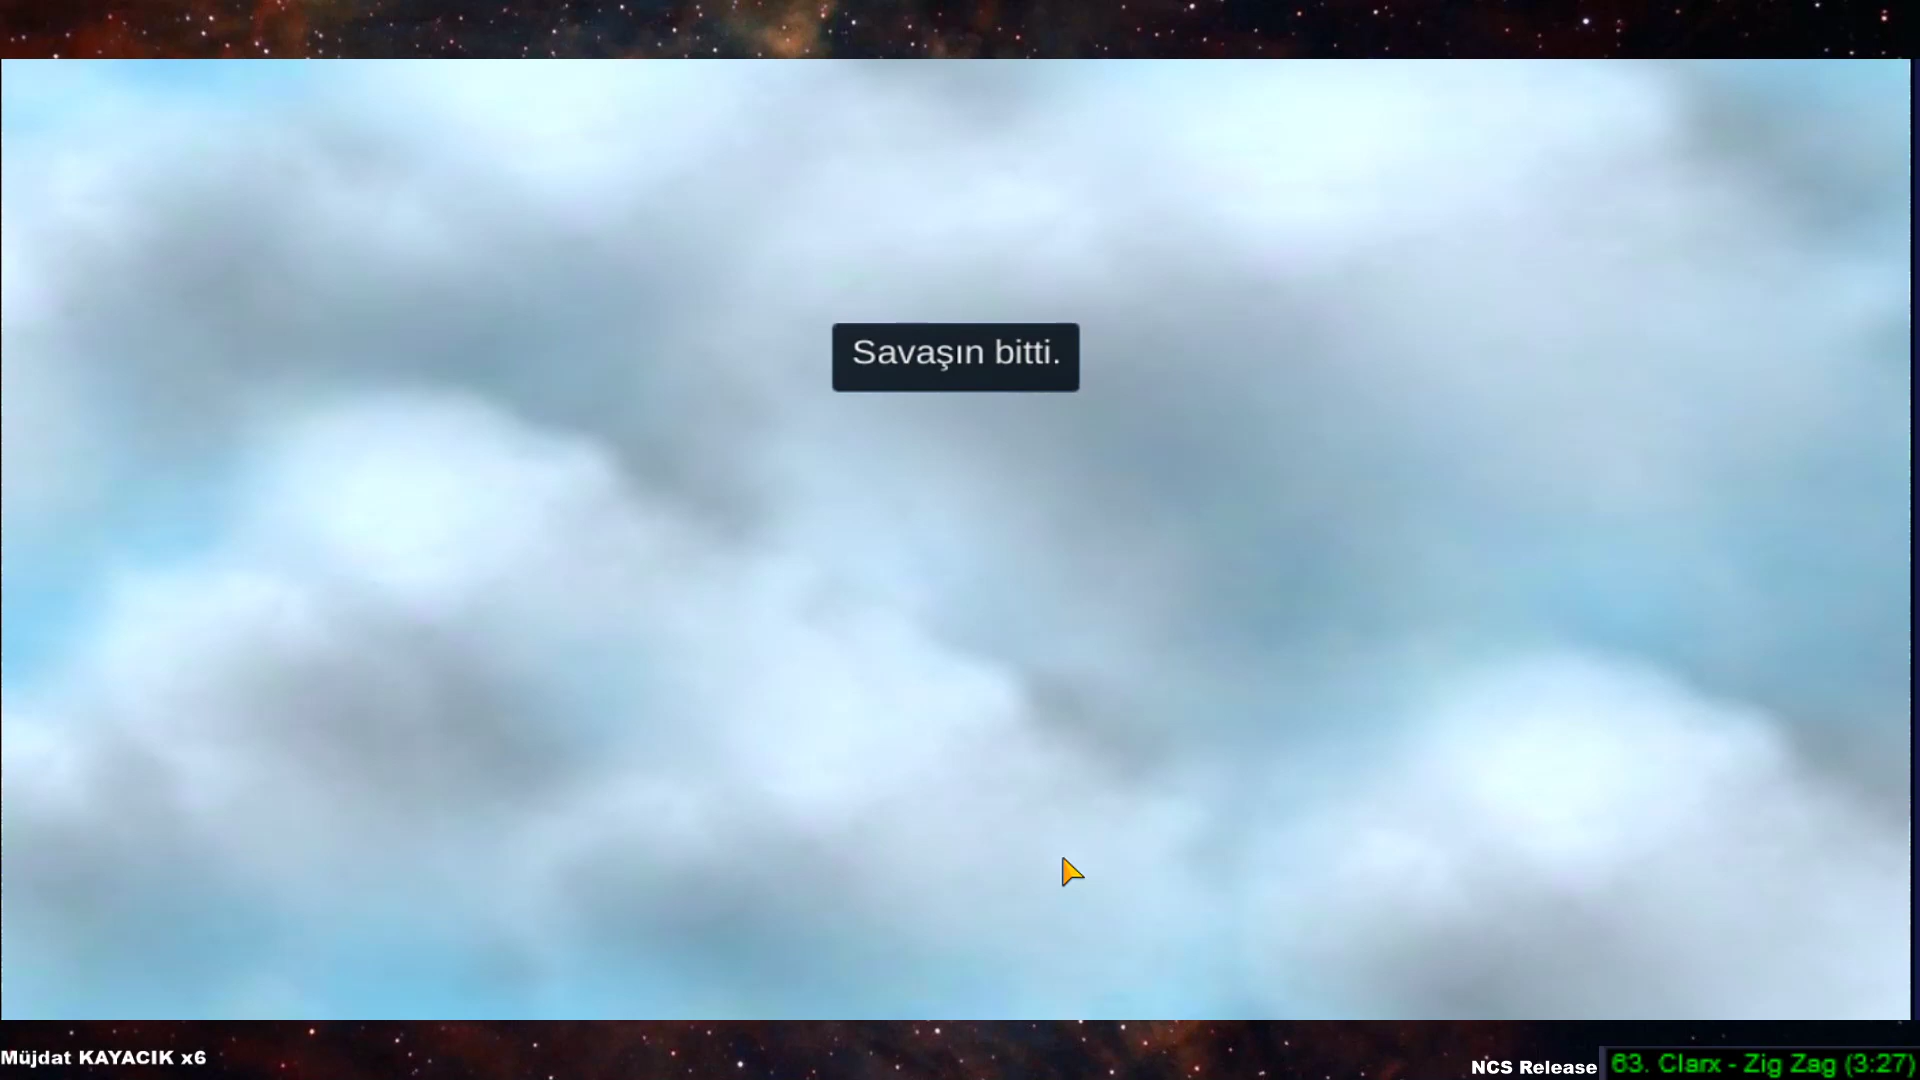 Savaşın bitti.
Müjdat KAYACIK x6
NCS Release 63. Clarx - Zig Zag (3:27)